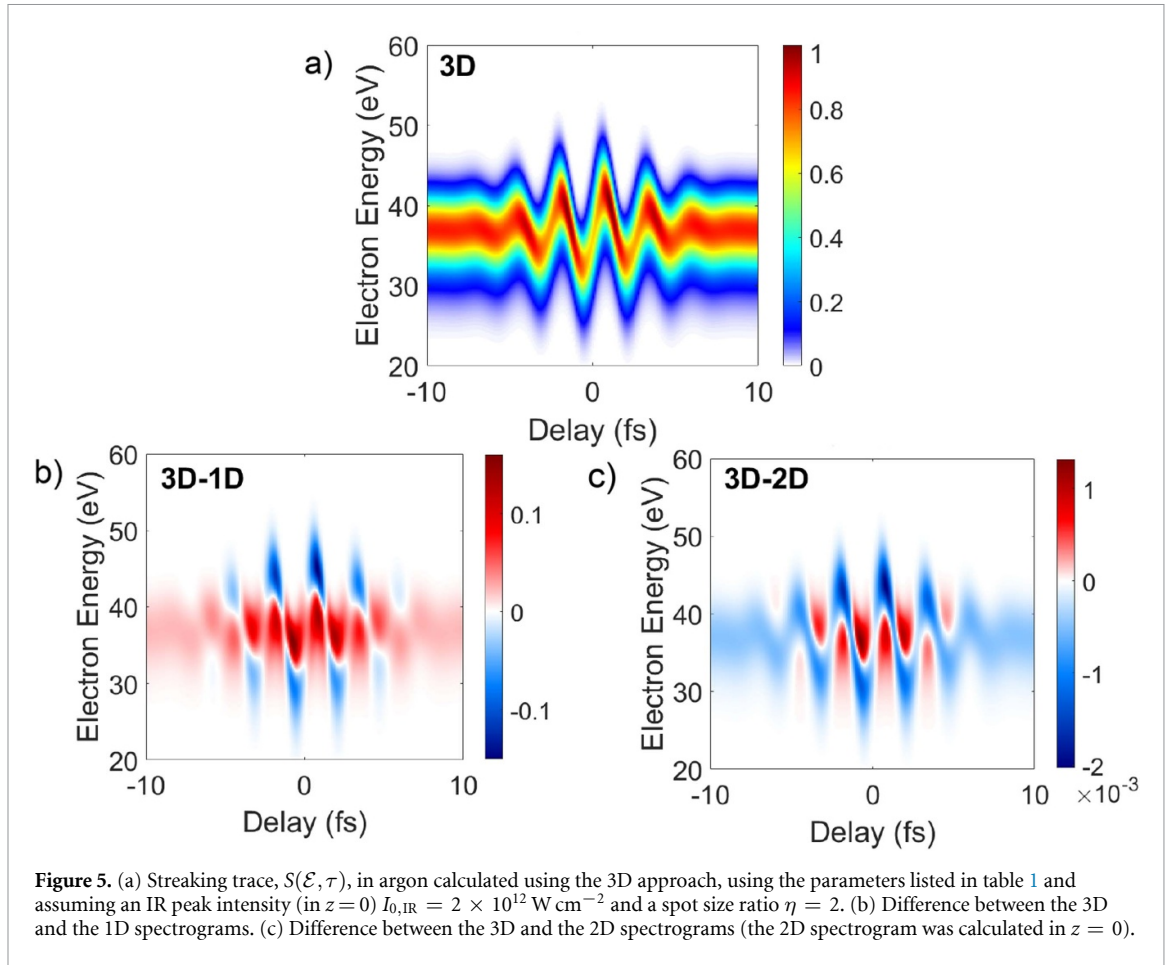 a)
3D
Electron Energy (eV)
60
50
40
30
20
-10
0
10
Delay (fs)
1
0.8
0.6
0.4
0.2
0
b)
3D-1D
Electron Energy (eV)
60
50
40
30
20
-10
0
10
Delay (fs)
0.1
0
-0.1
c)
3D-2D
Electron Energy (eV)
60
50
40
30
20
-10
0
10
Delay (fs)
1
0
-1
-2
×10⁻³
Figure 5. (a) Streaking trace, S(ℰ, τ), in argon calculated using the 3D approach, using the parameters listed in table 1 and
assuming an IR peak intensity (in z = 0) I₀,IR = 2 × 10¹² W cm⁻² and a spot size ratio η = 2. (b) Difference between the 3D
and the 1D spectrograms. (c) Difference between the 3D and the 2D spectrograms (the 2D spectrogram was calculated in z = 0).